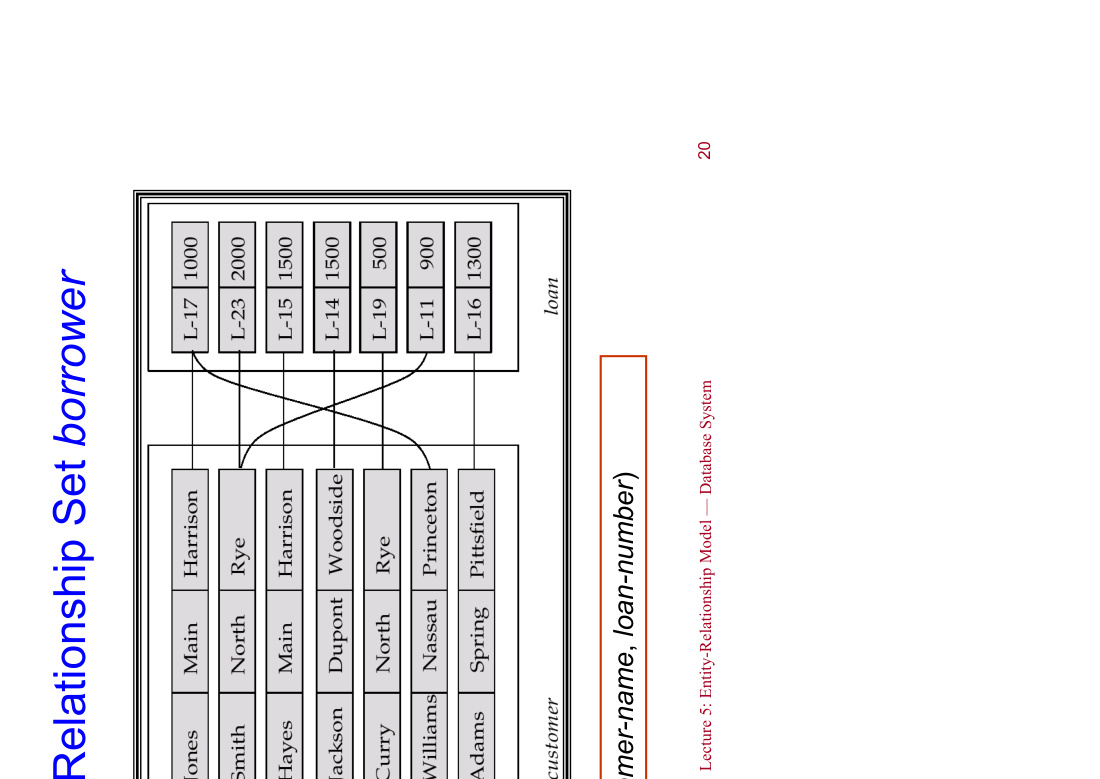 Relationship Set borrower
Jones Main Harrison L-17 1000
Smith North Rye L-23 2000
Hayes Main Harrison L-15 1500
Jackson Dupont Woodside L-14 1500
Curry North Rye L-19 500
Williams Nassau Princeton L-11 900
Adams Spring Pittsfield L-16 1300
customer loan
mer-name, loan-number)
Lecture 5: Entity-Relationship Model — Database System 20